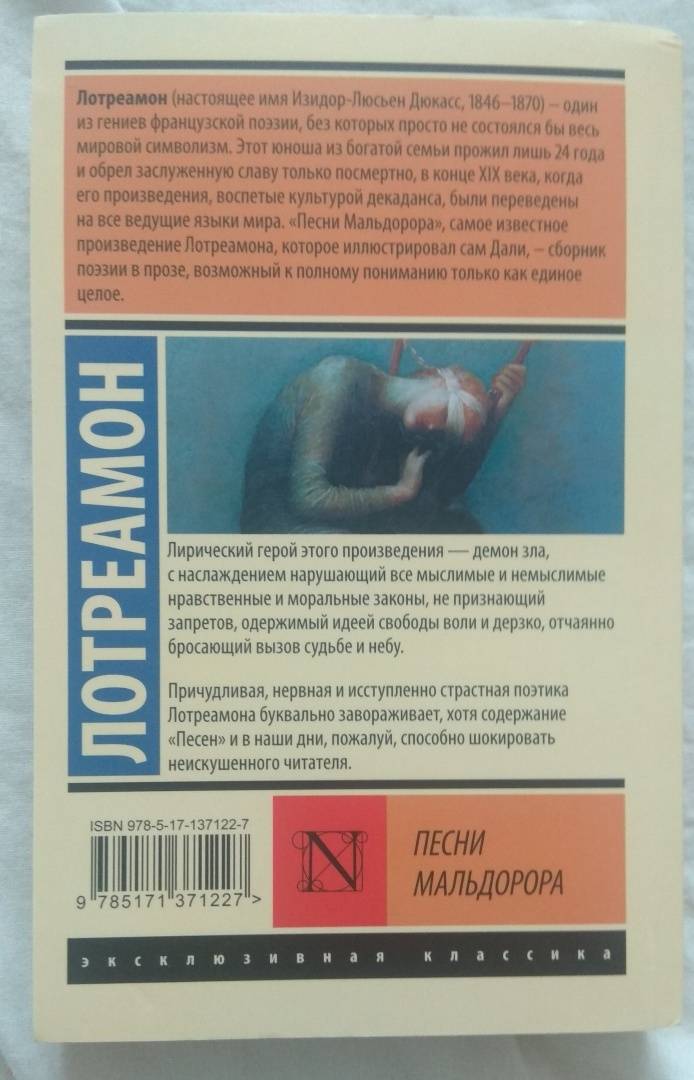 Лотреамон (настоящее имя Изидор-Люсьен Дюкасс, 1846–1870) – один
из гениев французской поэзии, без которых просто не состоялся бы весь
мировой символизм. Этот юноша из богатой семьи прожил лишь 24 года
и обрел заслуженную славу только посмертно, в конце XIX века, когда
его произведения, воспетые культурой декаданса, были переведены
на все ведущие языки мира. «Песни Мальдорора», самое известное
произведение Лотреамона, которое иллюстрировал сам Дали, – сборник
поэзии в прозе, возможный к полному пониманию только как единое
целое.
ЛОТРЕАМОН
Лирический герой этого произведения — демон зла,
с наслаждением нарушающий все мыслимые и немыслимые
нравственные и моральные законы, не признающий
запретов, одержимый идеей свободы воли и дерзко, отчаянно
бросающий вызов судьбе и небу.
Причудливая, нервная и исступленно страстная поэтика
Лотреамона буквально завораживает, хотя содержание
«Песен» и в наши дни, пожалуй, способно шокировать
неискушенного читателя.
ISBN 978-5-17-137122-7
9 785171 371227 >
N
ПЕСНИ
МАЛЬДОРОРА
эксклюзивная классика